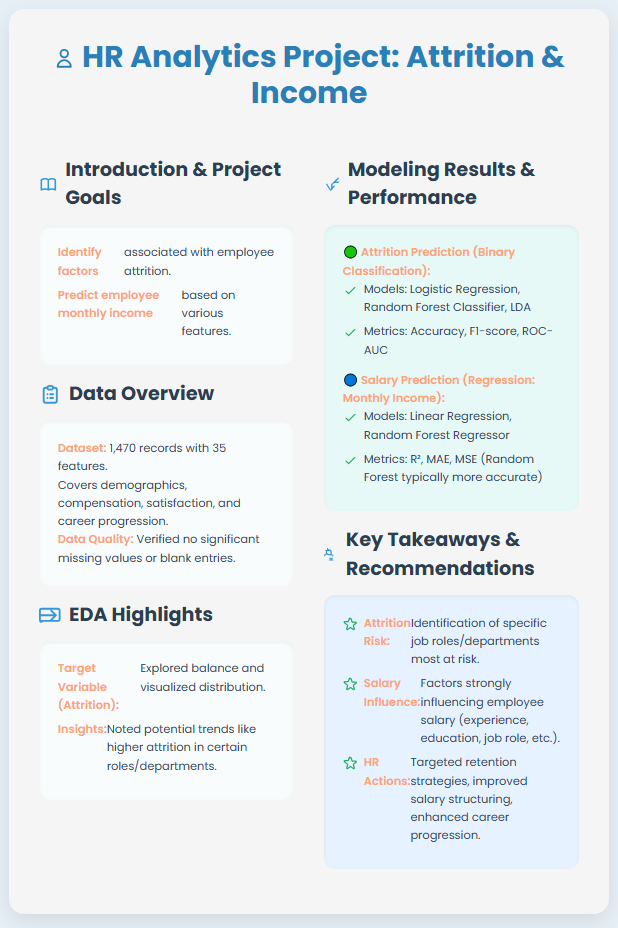 HR Analytics Project: Attrition &
Income
Introduction & Project
Goals
Identify factors associated with employee attrition.
Predict employee monthly income based on various features.
Data Overview
Dataset: 1,470 records with 35
features.
Covers demographics,
compensation, satisfaction, and
career progression.
Data Quality: Verified no significant
missing values or blank entries.
EDA Highlights
Target Variable (Attrition): Explored balance and visualized distribution.
Insights: Noted potential trends like higher attrition in certain roles/departments.
Modeling Results &
Performance
Attrition Prediction (Binary
Classification):
Models: Logistic Regression,
Random Forest Classifier, LDA
Metrics: Accuracy, F1-score, ROC-
AUC
Salary Prediction (Regression:
Monthly Income):
Models: Linear Regression,
Random Forest Regressor
Metrics: R², MAE, MSE (Random
Forest typically more accurate)
Key Takeaways &
Recommendations
Attrition Risk: Identification of specific job roles/departments most at risk.
Salary Influence: Factors strongly influencing employee salary (experience, education, job role, etc.).
HR Actions: Targeted retention strategies, improved salary structuring, enhanced career progression.